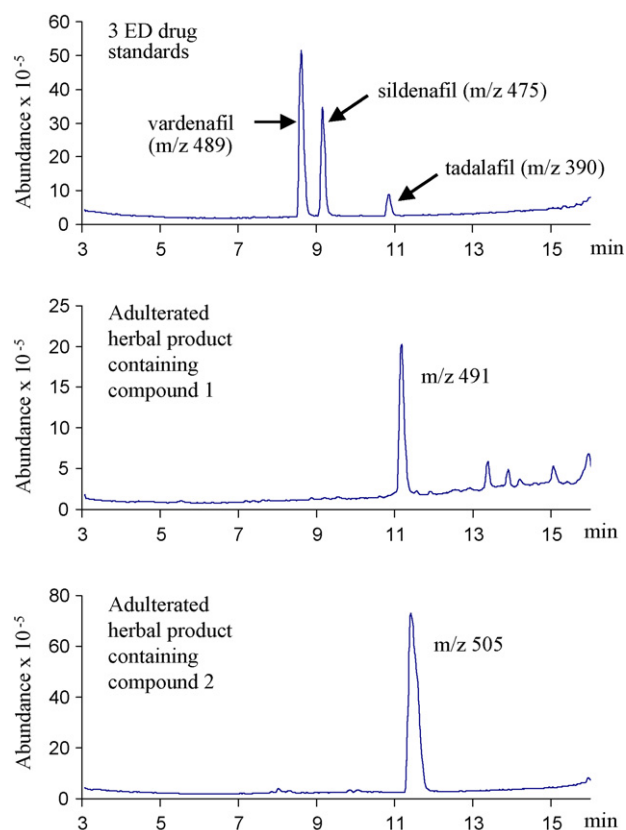 3 ED drug
standards
Abundance x 10⁻⁵
60
50
40
30
20
10
0
vardenafil
(m/z 489)
sildenafil (m/z 475)
tadalafil (m/z 390)
3 5 7 9 11 13 15 min
Adulterated
herbal product
containing
compound 1
Abundance x 10⁻⁵
25
20
15
10
5
0
m/z 491
3 5 7 9 11 13 15 min
Adulterated
herbal product
containing
compound 2
Abundance x 10⁻⁵
80
60
40
20
0
m/z 505
3 5 7 9 11 13 15 min